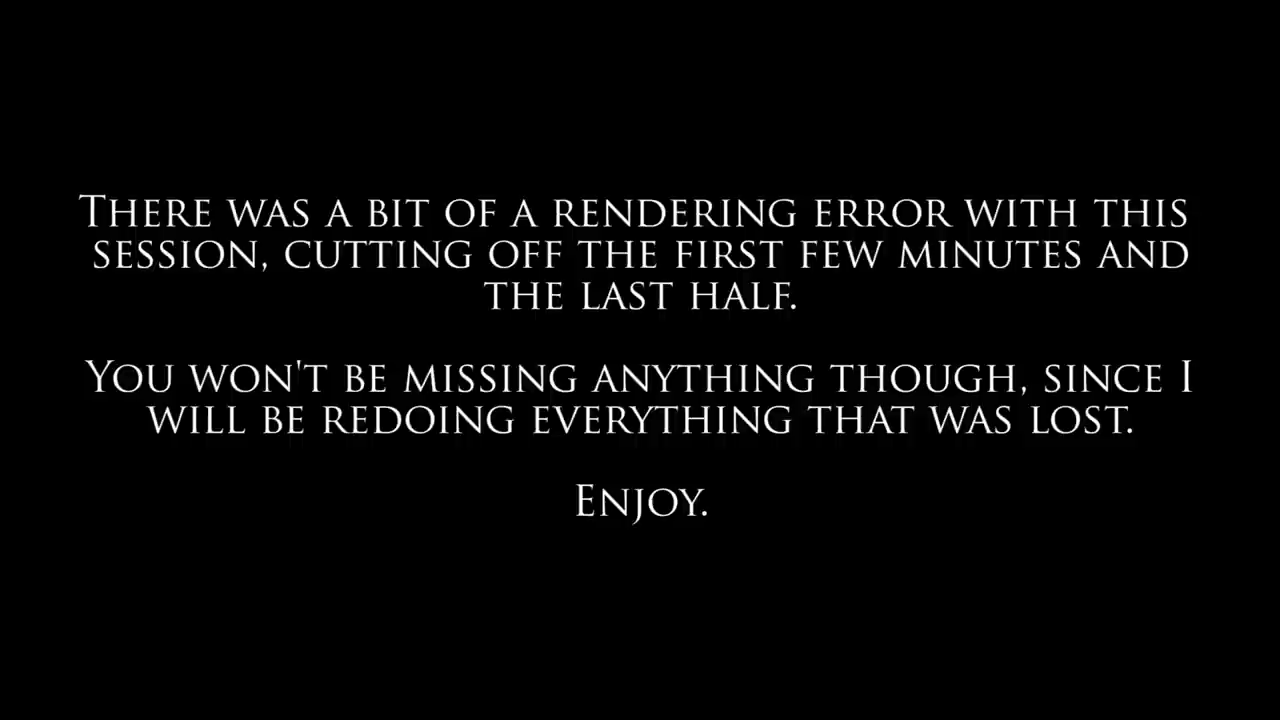 There was a bit of a rendering error with this
session, cutting off the first few minutes and
the last half.
You won't be missing anything though, since I
will be redoing everything that was lost.
Enjoy.